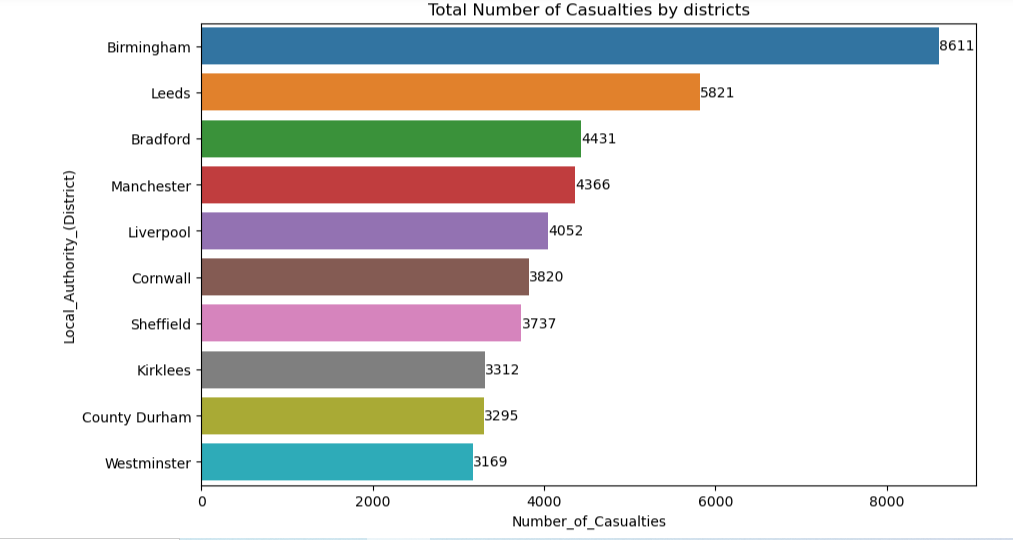 Total Number of Casualties by districts
Local_Authority_(District)
Birmingham 8611
Leeds 5821
Bradford 4431
Manchester 4366
Liverpool 4052
Cornwall 3820
Sheffield 3737
Kirklees 3312
County Durham 3295
Westminster 3169
0 2000 4000 6000 8000
Number_of_Casualties